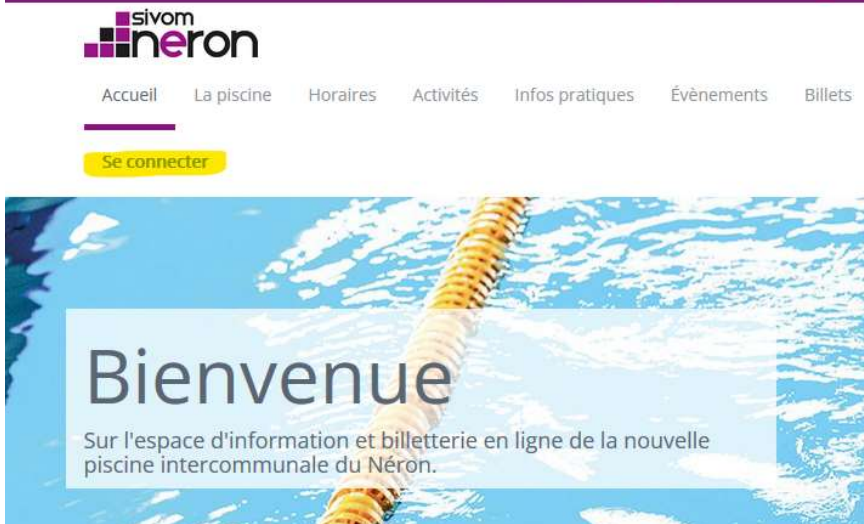 sivom
neron
Accueil La piscine Horaires Activités Infos pratiques Évènements Billets
Se connecter
Bienvenue
Sur l'espace d'information et billetterie en ligne de la nouvelle
piscine intercommunale du Néron.